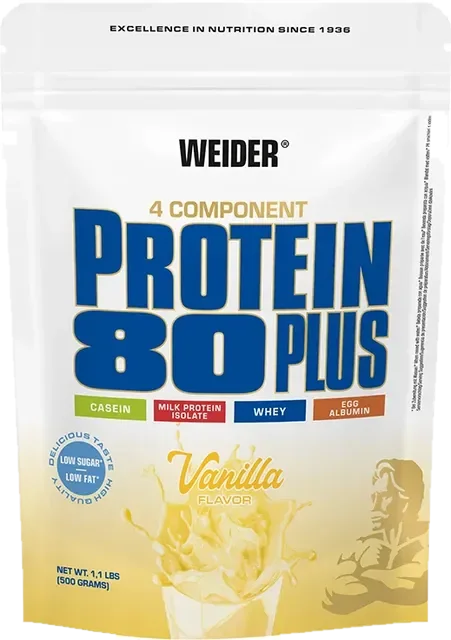 EXCELLENCE IN NUTRITION SINCE 1936
WEIDER®
4 COMPONENT
PROTEIN
80 PLUS
CASEIN
MILK PROTEIN
ISOLATE
WHEY
EGG
ALBUMIN
DELICIOUS TASTE
LOW SUGAR*
LOW FAT*
HIGH QUALITY
Vanilla
FLAVOR
NET WT. 1,1 LBS
(500 GRAMS)